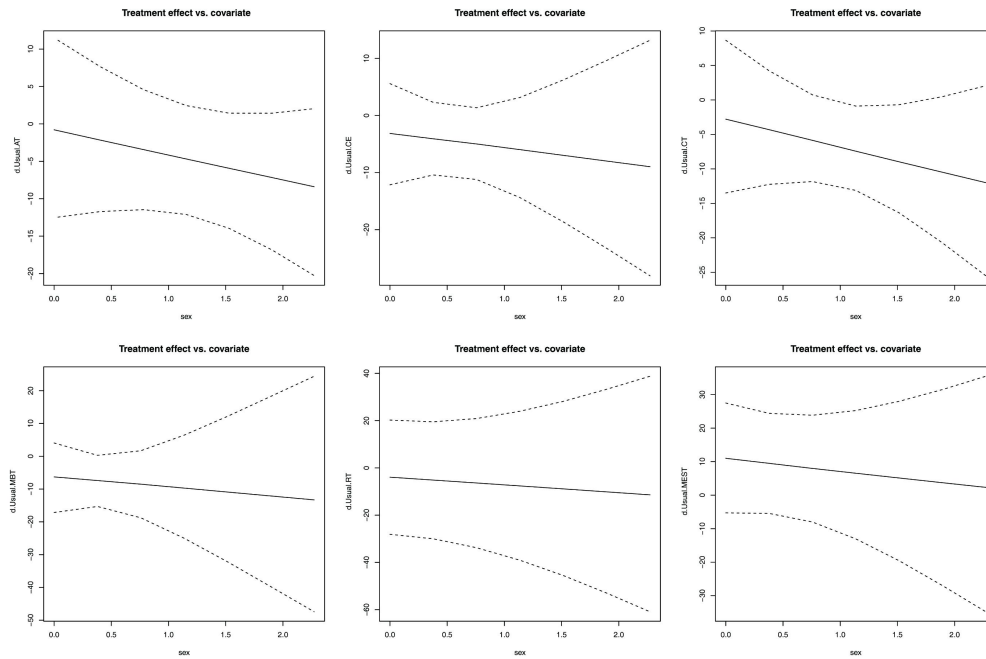 Treatment effect vs. covariate
Treatment effect vs. covariate
Treatment effect vs. covariate
d.Usual.AT
10
5
0
−5
−10
−15
−20
0.0 0.5 1.0 1.5 2.0
sex
d.Usual.CE
10
0
−10
−20
0.0 0.5 1.0 1.5 2.0
sex
d.Usual.CT
10
5
0
−5
−10
−15
−20
−25
0.0 0.5 1.0 1.5 2.0
sex
Treatment effect vs. covariate
Treatment effect vs. covariate
Treatment effect vs. covariate
d.Usual.MBT
20
10
0
−10
−20
−30
−40
−50
0.0 0.5 1.0 1.5 2.0
sex
d.Usual.RT
40
20
0
−20
−40
−60
0.0 0.5 1.0 1.5 2.0
sex
d.Usual.MEST
30
20
10
0
−10
−20
−30
0.0 0.5 1.0 1.5 2.0
sex